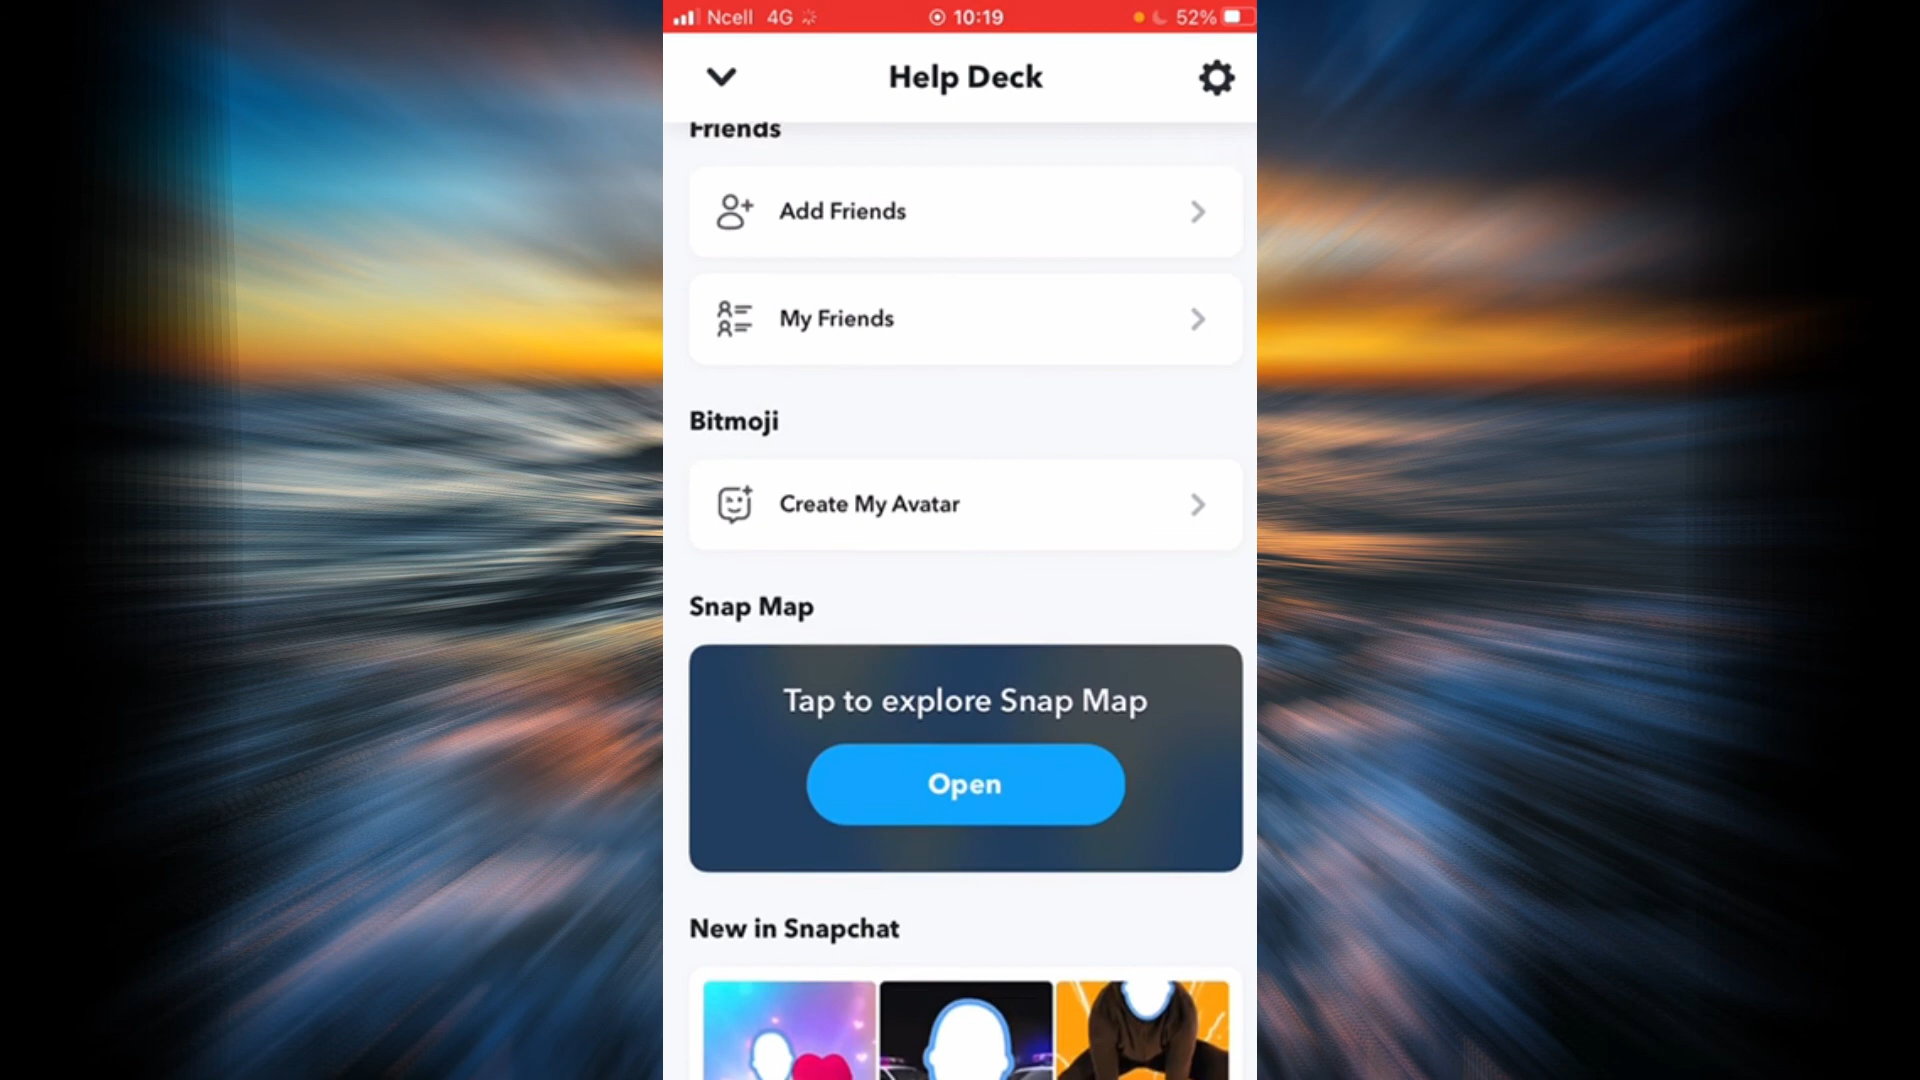 Ncell 4G 10:19 52%
Help Deck
Friends
Add Friends
My Friends
Bitmoji
Create My Avatar
Snap Map
Tap to explore Snap Map
Open
New in Snapchat